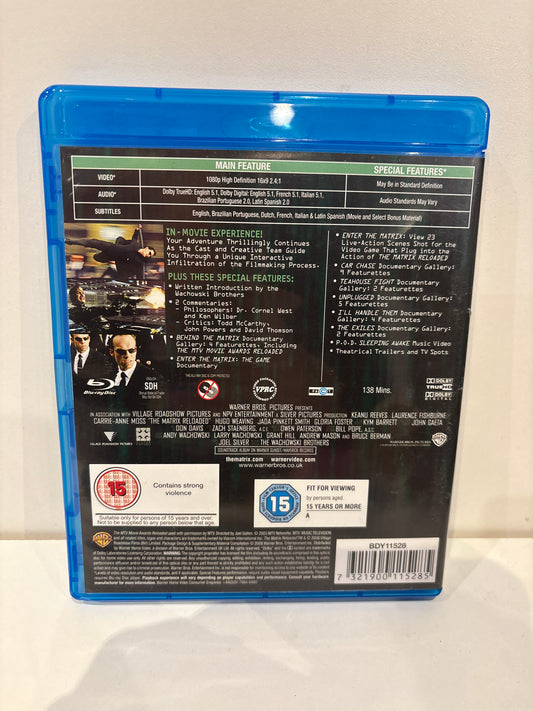 MAIN FEATURE
SPECIAL FEATURES*
VIDEO*
1080p High Definition 16x9 2.4:1
May Be in Standard Definition
AUDIO*
Dolby TrueHD: English 5.1, Dolby Digital: English 5.1, French 5.1, Italian 5.1,
Brazilian Portuguese 2.0, Latin Spanish 2.0
Audio Standards May Vary
SUBTITLES
English, Brazilian Portuguese, Dutch, French, Italian & Latin Spanish (Movie and Select Bonus Material)
IN-MOVIE EXPERIENCE!
Your Adventure Thrillingly Continues
As the Cast and Creative Team Guide
You Through a Unique Interactive
Infiltration of the Filmmaking Process.
PLUS THESE SPECIAL FEATURES:
• Written Introduction by the
Wachowski Brothers
• 2 Commentaries:
- Philosophers: Dr. Cornel West
and Ken Wilber
- Critics: Todd McCarthy,
John Powers and David Thomson
• BEHIND THE MATRIX Documentary
Gallery: 4 Featurettes, Including THE
MTV MOVIE AWARDS RELOADED
• ENTER THE MATRIX: THE GAME
Documentary
• ENTER THE MATRIX: View 23
Live-Action Scenes Shot for the
Video Game That Plug into the
Action of THE MATRIX RELOADED
• CAR CHASE Documentary Gallery:
9 Featurettes
• TEAHOUSE FIGHT Documentary
Gallery: 2 Featurettes
• UNPLUGGED Documentary Gallery:
5 Featurettes
• I'LL HANDLE THEM Documentary
Gallery: 4 Featurettes
• THE EXILES Documentary Gallery:
2 Featurettes
• P.O.D. SLEEPING AWAKE Music Video
• Theatrical Trailers and TV Spots
Blu-ray Disc
SDH
VPRC
138 Mins.
DOLBY
TRUEHD
DOLBY
DIGITAL
WARNER BROS. PICTURES PRESENTS
IN ASSOCIATION WITH VILLAGE ROADSHOW PICTURES AND NPV ENTERTAINMENT A SILVER PICTURES PRODUCTION KEANU REEVES LAURENCE FISHBURNE
CARRIE-ANNE MOSS "THE MATRIX RELOADED" HUGO WEAVING JADA PINKETT SMITH GLORIA FOSTER KYM BARRETT JOHN GAETA
DON DAVIS ZACH STAENBERG, A.C.E. OWEN PATERSON BILL POPE, A.S.C.
ANDY WACHOWSKI LARRY WACHOWSKI GRANT HILL ANDREW MASON AND BRUCE BERMAN
JOEL SILVER THE WACHOWSKI BROTHERS
SOUNDTRACK ALBUM ON WARNER SUNSET/MAVERICK RECORDS
thematrix.com warnervideo.com
www.warnerbros.co.uk
VILLAGE ROADSHOW PICTURES
15
Contains strong
violence
Suitable only for persons of 15 years and over.
Not to be supplied to any person below that age.
15
FIT FOR VIEWING
by persons aged
15 YEARS OR MORE
A
BDY11528
7 321900 115285